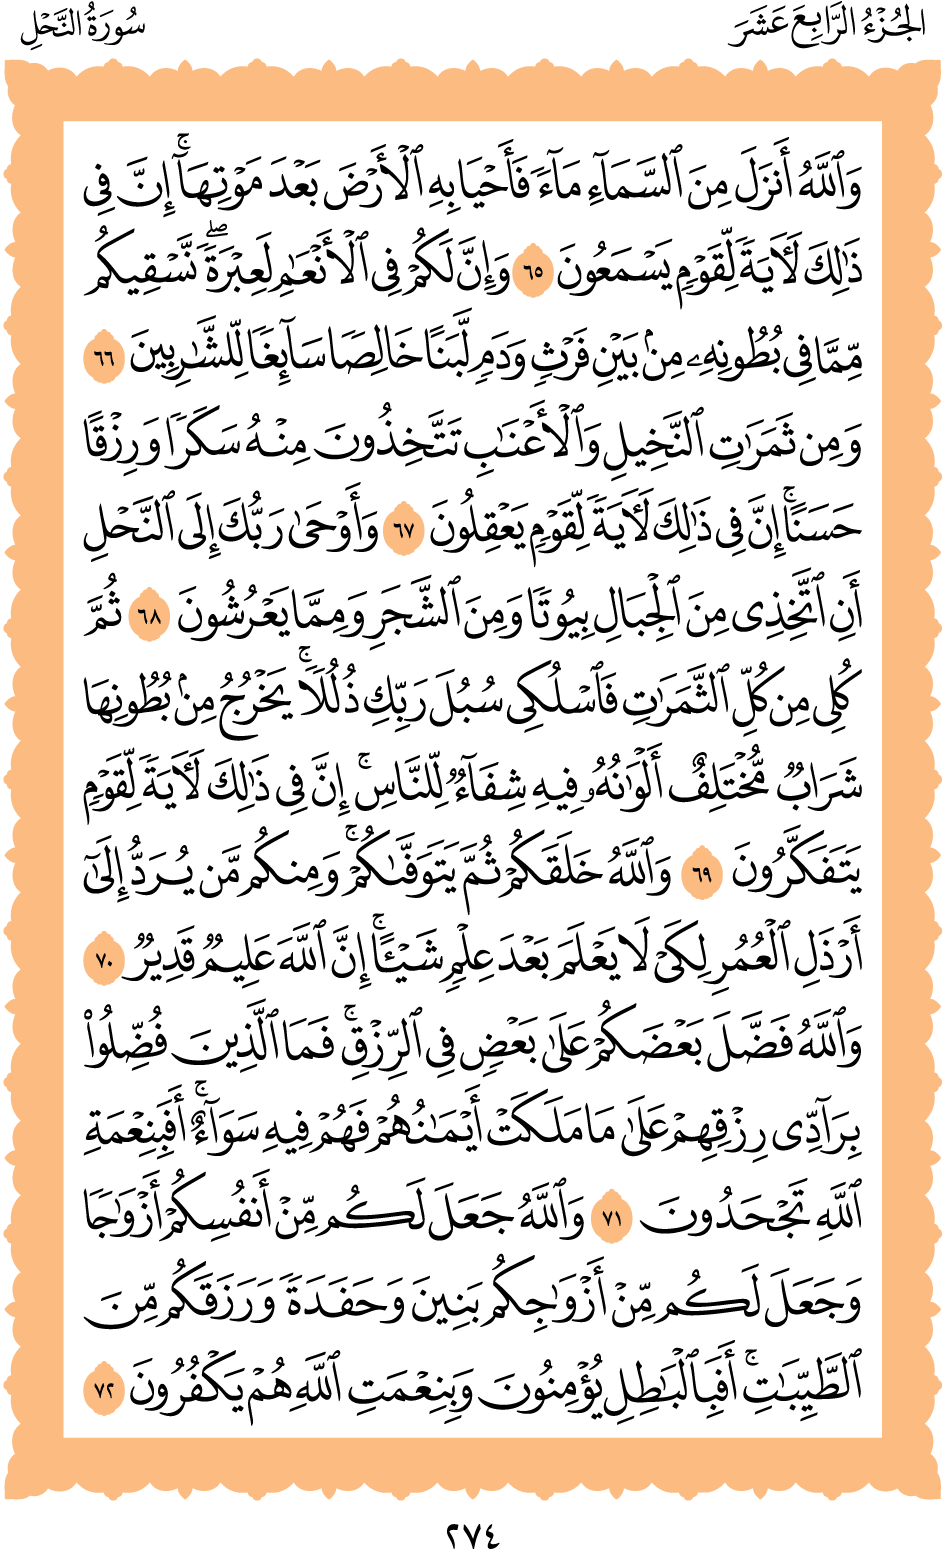 الجُزْءُ الرَّابِعَ عَشَرَ
سُورَةُ النَّحْلِ
وَٱللَّهُ أَنزَلَ مِنَ ٱلسَّمَآءِ مَآءٗ فَأَحۡيَا بِهِ ٱلۡأَرۡضَ بَعۡدَ مَوۡتِهَآۚ إِنَّ فِي
ذَٰلِكَ لَأٓيَةٗ لِّقَوۡمٖ يَسۡمَعُونَ ٦٥ وَإِنَّ لَكُمۡ فِي ٱلۡأَنۡعَٰمِ لَعِبۡرَةٗۖ نَّسۡقِيكُم
مِّمَّا فِي بُطُونِهِۦ مِنۢ بَيۡنِ فَرۡثٖ وَدَمٖ لَّبَنًا خَالِصٗا سَآئِغٗا لِّلشَّٰرِبِينَ ٦٦
وَمِن ثَمَرَٰتِ ٱلنَّخِيلِ وَٱلۡأَعۡنَٰبِ تَتَّخِذُونَ مِنۡهُ سَكَرٗا وَرِزۡقًا
حَسَنًاۚ إِنَّ فِي ذَٰلِكَ لَأٓيَةٗ لِّقَوۡمٖ يَعۡقِلُونَ ٦٧ وَأَوۡحَىٰ رَبُّكَ إِلَى ٱلنَّحۡلِ
أَنِ ٱتَّخِذِي مِنَ ٱلۡجِبَالِ بِيُوتٗا وَمِنَ ٱلشَّجَرِ وَمِمَّا يَعۡرُشُونَ ٦٨ ثُمَّ
كُلِي مِن كُلِّ ٱلثَّمَرَٰتِ فَٱسۡلُكِي سُبُلَ رَبِّكِ ذُلُلٗاۚ يَخۡرُجُ مِنۢ بُطُونِهَا
شَرَابٞ مُّخۡتَلِفٌ أَلۡوَٰنُهُۥ فِيهِ شِفَآءٞ لِّلنَّاسِۚ إِنَّ فِي ذَٰلِكَ لَأٓيَةٗ لِّقَوۡمٖ
يَتَفَكَّرُونَ ٦٩ وَٱللَّهُ خَلَقَكُمۡ ثُمَّ يَتَوَفَّىٰكُمۡۚ وَمِنكُم مَّن يُرَدُّ إِلَىٰٓ
أَرۡذَلِ ٱلۡعُمُرِ لِكَيۡ لَا يَعۡلَمَ بَعۡدَ عِلۡمٖ شَيۡـًٔاۚ إِنَّ ٱللَّهَ عَلِيمٞ قَدِيرٞ ٧٠
وَٱللَّهُ فَضَّلَ بَعۡضَكُمۡ عَلَىٰ بَعۡضٖ فِي ٱلرِّزۡقِۚ فَمَا ٱلَّذِينَ فُضِّلُواْ
بِرَآدِّي رِزۡقِهِمۡ عَلَىٰ مَا مَلَكَتۡ أَيۡمَٰنُهُمۡ فَهُمۡ فِيهِ سَوَآءٌۚ أَفَبِنِعۡمَةِ
ٱللَّهِ تَجۡحَدُونَ ٧١ وَٱللَّهُ جَعَلَ لَكُم مِّنۡ أَنفُسِكُمۡ أَزۡوَٰجٗا
وَجَعَلَ لَكُم مِّنۡ أَزۡوَٰجِكُم بَنِينَ وَحَفَدَةٗ وَرَزَقَكُم مِّنَ
ٱلطَّيِّبَٰتِۚ أَفَبِٱلۡبَٰطِلِ يُؤۡمِنُونَ وَبِنِعۡمَتِ ٱللَّهِ هُمۡ يَكۡفُرُونَ ٧٢
٢٧٤